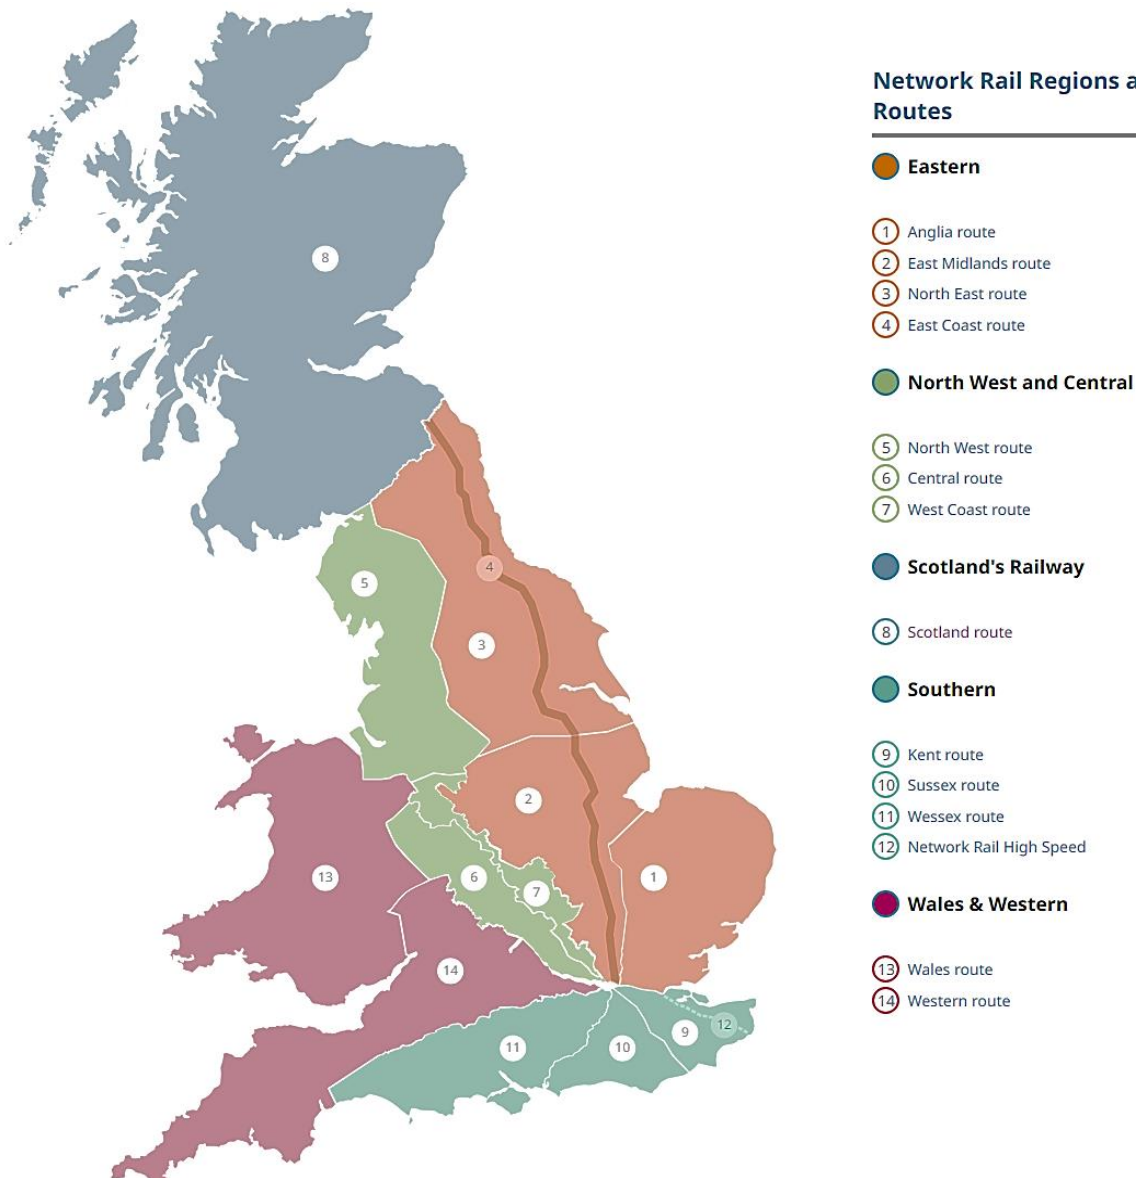 Network Rail Regions a
Routes
Eastern
1 Anglia route
2 East Midlands route
3 North East route
4 East Coast route
North West and Central
5 North West route
6 Central route
7 West Coast route
Scotland's Railway
8 Scotland route
Southern
9 Kent route
10 Sussex route
11 Wessex route
12 Network Rail High Speed
Wales & Western
13 Wales route
14 Western route
8
4
5
3
2
13
6
7
1
14
12
9
11
10